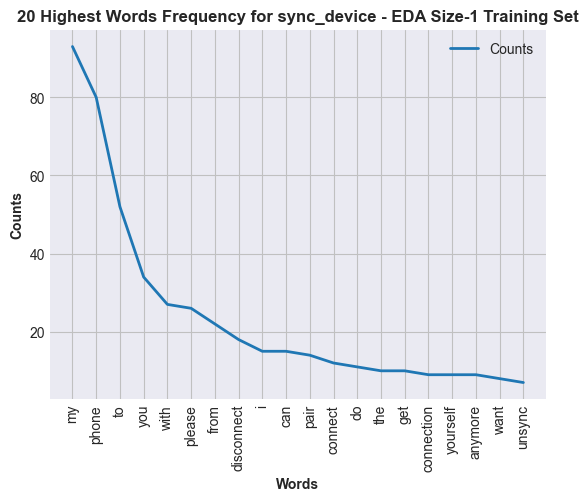 20 Highest Words Frequency for sync_device - EDA Size-1 Training Set
Counts
80
60
40
20
Counts
my
phone
to
you
with
please
from
disconnect
i
can
pair
connect
do
the
get
connection
yourself
anymore
want
unsync
Words